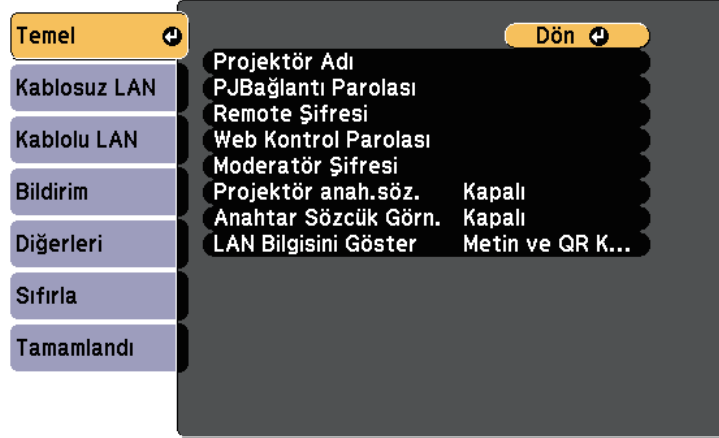 Temel
Kablosuz LAN
Kablolu LAN
Bildirim
Diğerleri
Sıfırla
Tamamlandı
Dön
Projektör Adı
PJBağlantı Parolası
Remote Şifresi
Web Kontrol Parolası
Moderatör Şifresi
Projektör anah.söz. Kapalı
Anahtar Sözcük Görn. Kapalı
LAN Bilgisini Göster Metin ve QR K...